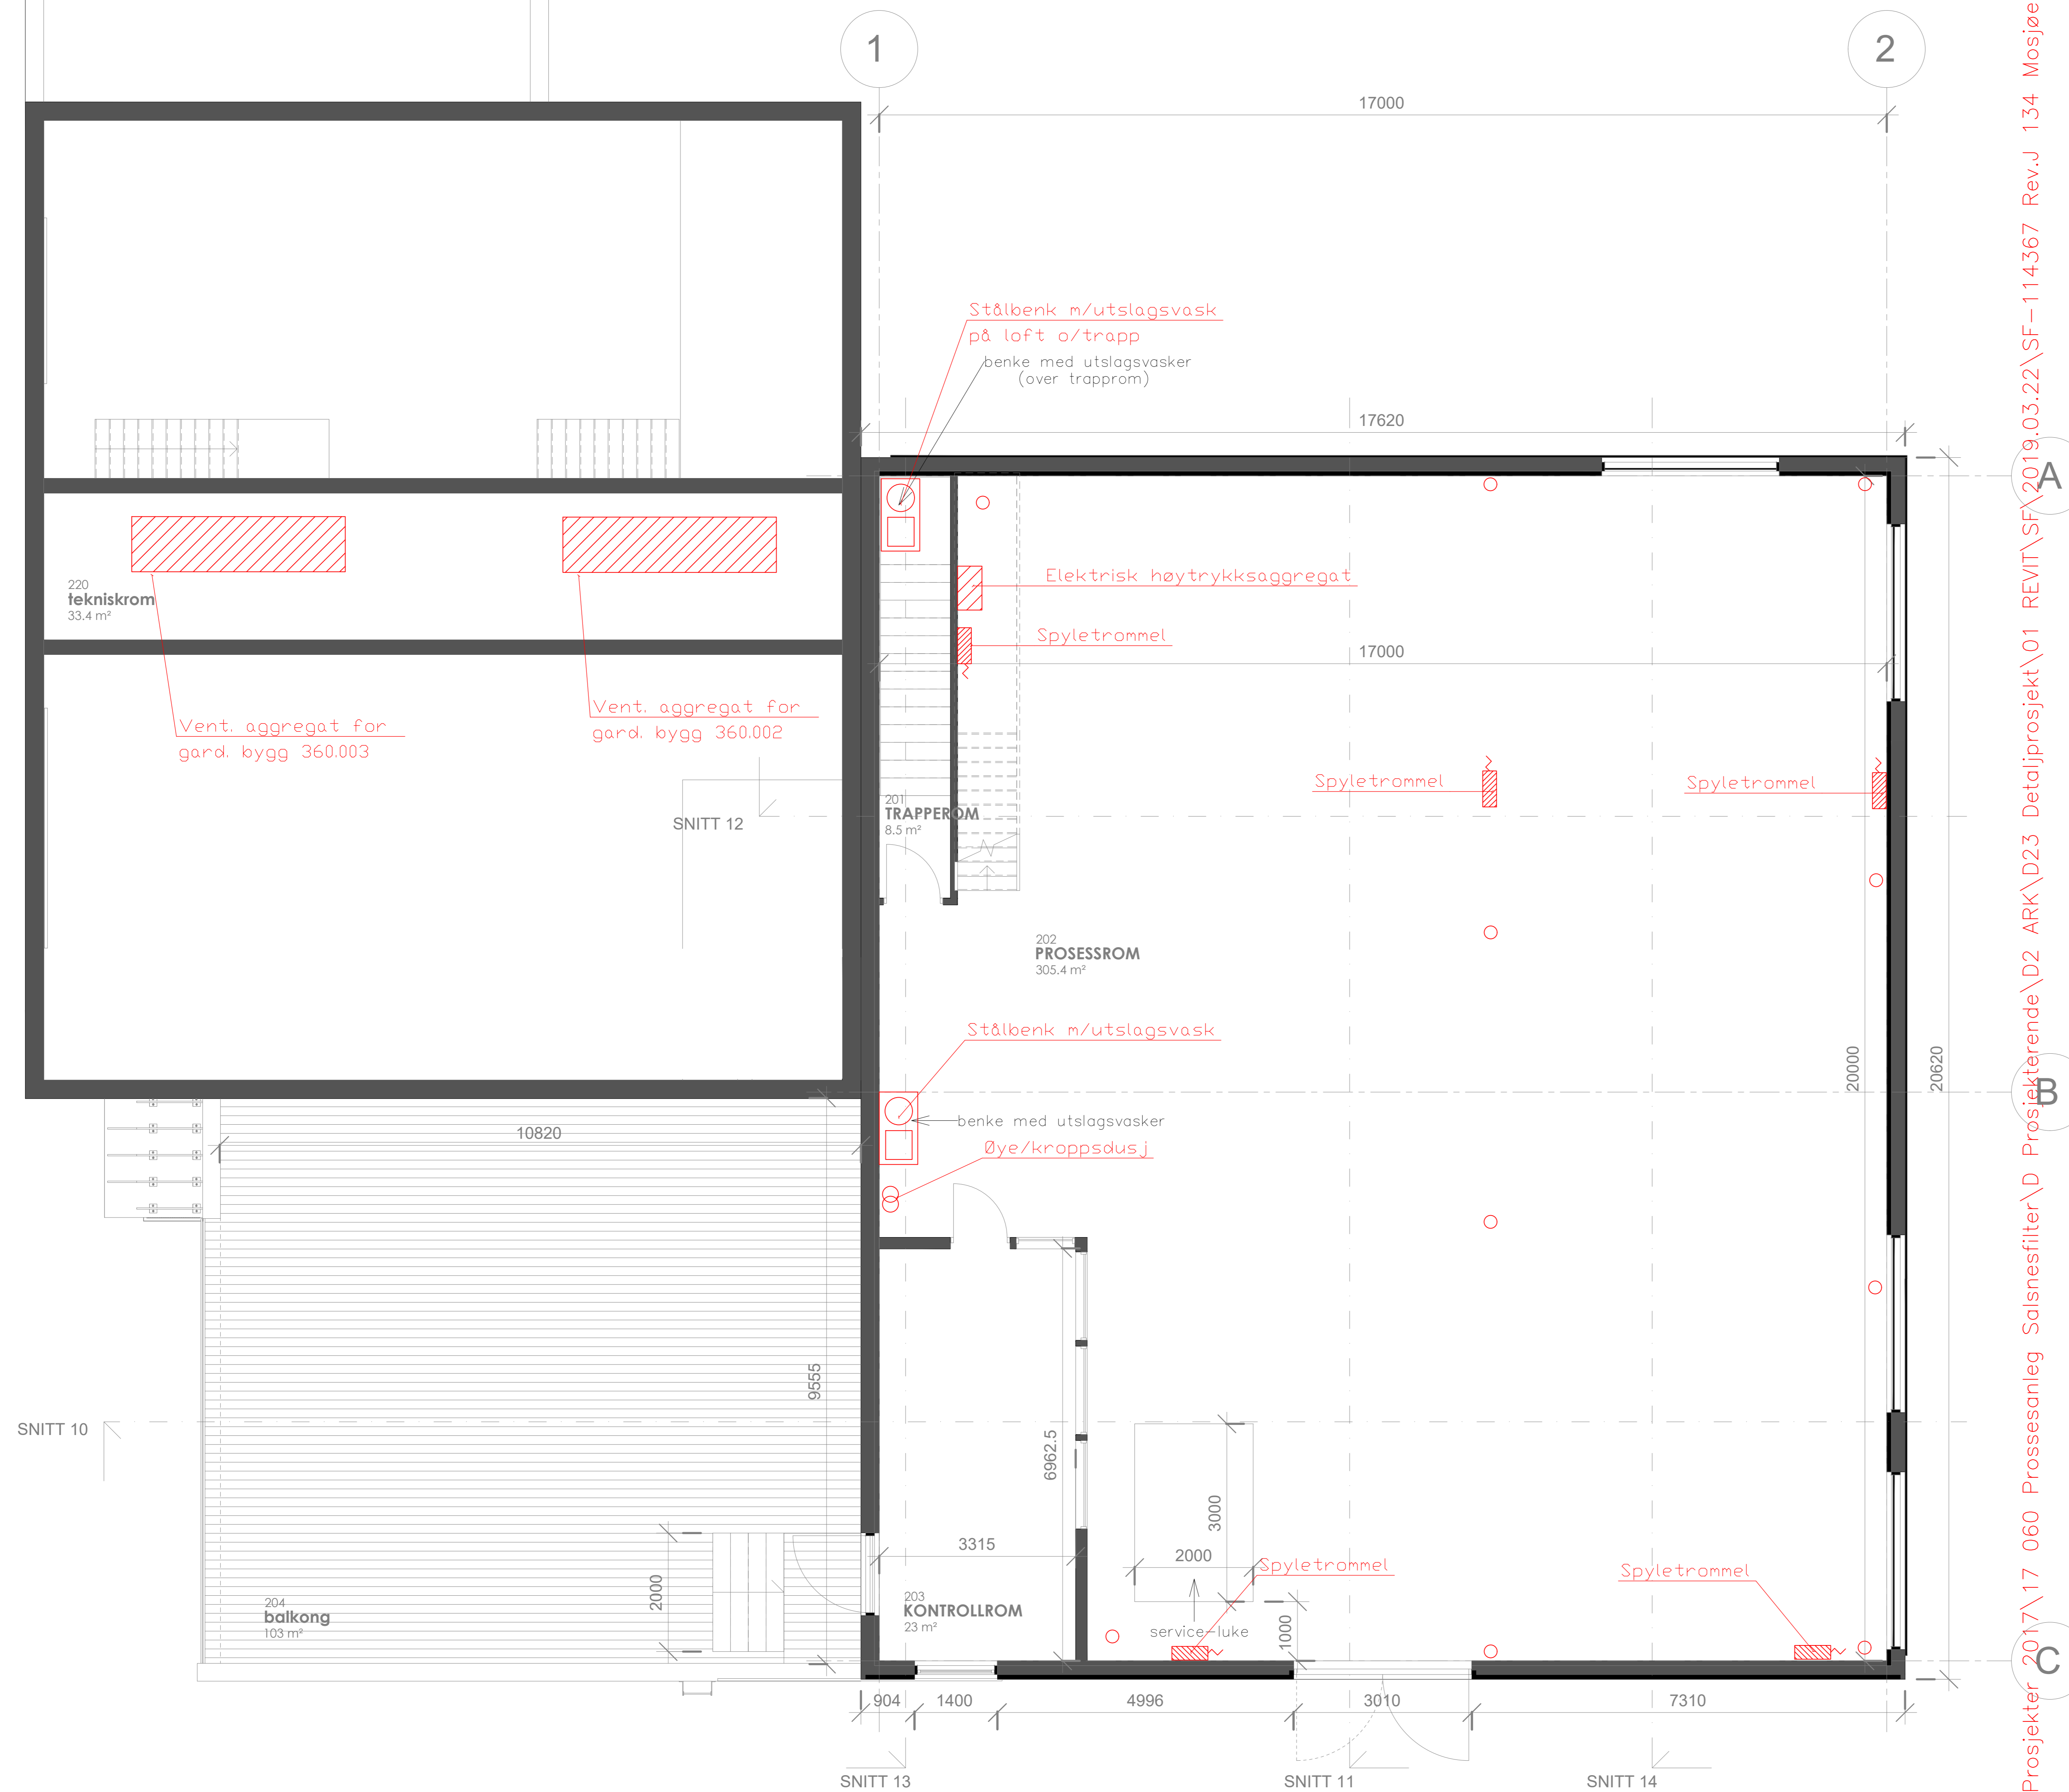 1
2
17000
Stålbenk m/utslagsvask
på loft o/trapp
benke med utslagsvasker
(over trapprom)
17620
A
Elektrisk høytrykksaggregat
220
tekniskrom
33.4 m²
Spyletrommel
17000
Vent. aggregat for
gard. bygg 360.003
Vent. aggregat for
gard. bygg 360.002
Spyletrommel
Spyletrommel
SNITT 12
201
TRAPPEROM
8.5 m²
202
PROSESSROM
305.4 m²
Stålbenk m/utslagsvask
20000
20620
B
benke med utslagsvasker
10820
Øye/kroppsdusj
9555
SNITT 10
6962.5
3000
3315
2000
Spyletrommel
Spyletrommel
2000
204
balkong
103 m²
203
KONTROLLROM
23 m²
service-luke
1000
C
904
1400
4996
3010
7310
SNITT 13
SNITT 11
SNITT 14
Prosjekter 2017\17 060 Prossesanleg Salsnesfilter\D Prosjekterende\D2 ARK\D23 Detaljprosjekt\01 REVIT\SF\2019.03.22\SF-114367 Rev.J 134 Mosjøe